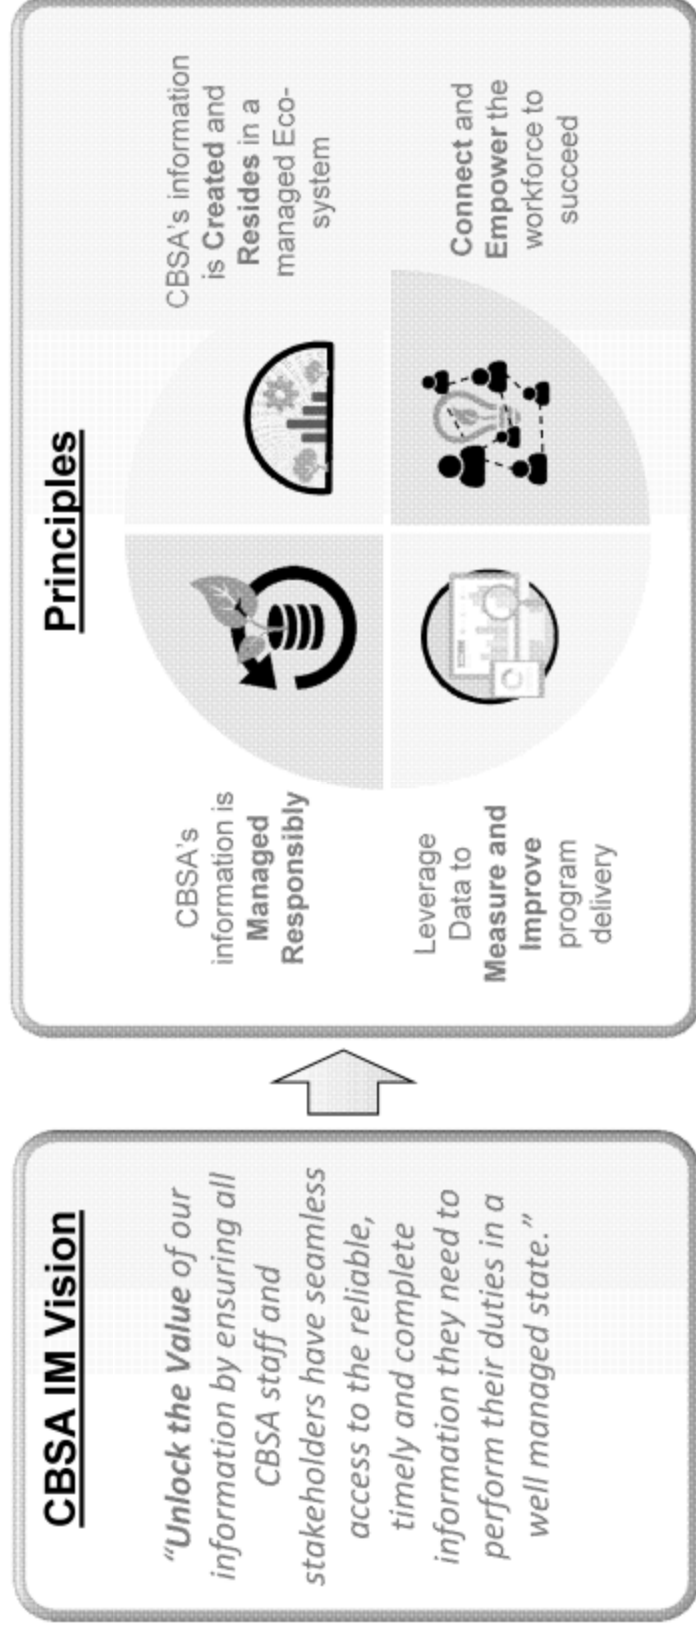 CBSA IM Vision
“Unlock the Value of our
information by ensuring all
CBSA staff and
stakeholders have seamless
access to the reliable,
timely and complete
information they need to
perform their duties in a
well managed state.”
Principles
CBSA's
information is
Managed
Responsibly
CBSA's information
is Created and
Resides in a
managed Eco-
system
Leverage
Data to
Measure and
Improve
program
delivery
Connect and
Empower the
workforce to
succeed